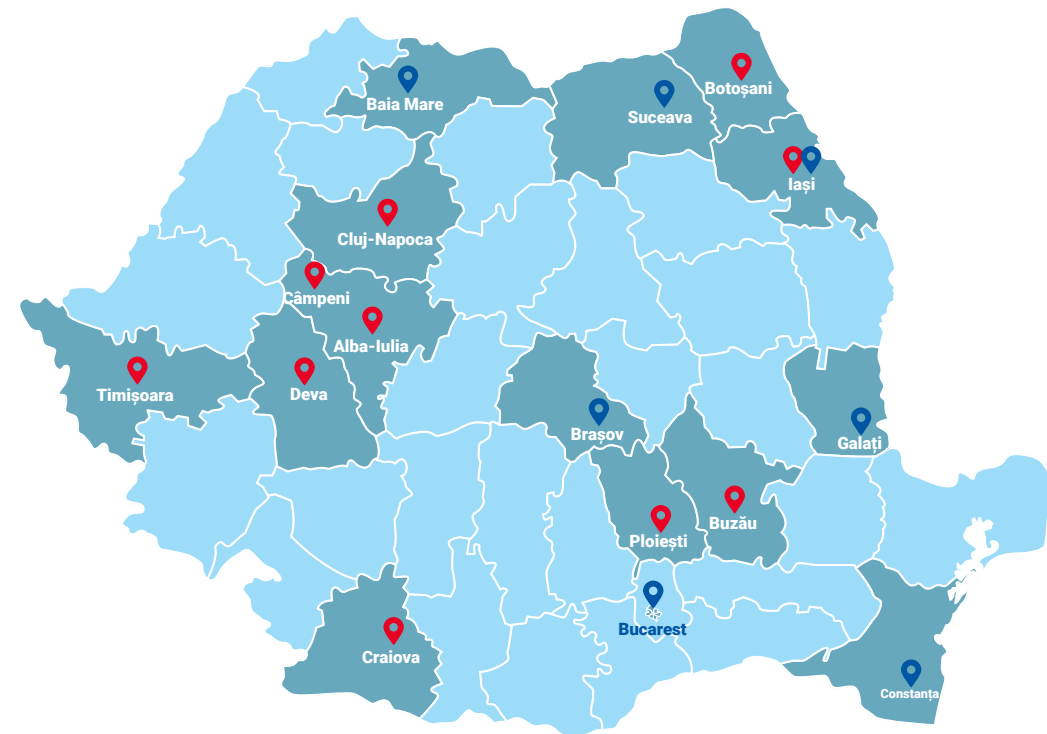 Botoșani
Baia Mare
Suceava
Iași
Cluj-Napoca
Câmpeni
Alba-Iulia
Timișoara
Deva
Brașov
Galați
Buzău
Ploiești
Bucarest
Craiova
Constanța